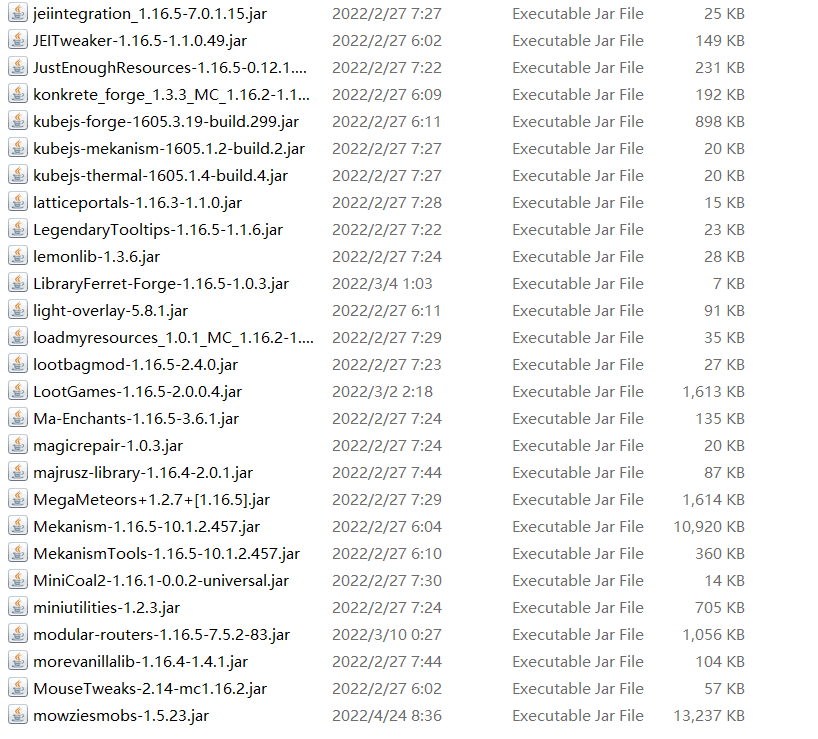 jeiintegration_1.16.5-7.0.1.15.jar 2022/2/27 7:27 Executable Jar File 25 KB
JEITweaker-1.16.5-1.1.0.49.jar 2022/2/27 6:02 Executable Jar File 149 KB
JustEnoughResources-1.16.5-0.12.1.... 2022/2/27 7:22 Executable Jar File 231 KB
konkrete_forge_1.3.3_MC_1.16.2-1.1... 2022/2/27 6:09 Executable Jar File 192 KB
kubejs-forge-1605.3.19-build.299.jar 2022/2/27 6:11 Executable Jar File 898 KB
kubejs-mekanism-1605.1.2-build.2.jar 2022/2/27 7:27 Executable Jar File 20 KB
kubejs-thermal-1605.1.4-build.4.jar 2022/2/27 7:27 Executable Jar File 20 KB
latticeportals-1.16.3-1.1.0.jar 2022/2/27 7:28 Executable Jar File 15 KB
LegendaryTooltips-1.16.5-1.1.6.jar 2022/2/27 7:22 Executable Jar File 23 KB
lemonlib-1.3.6.jar 2022/2/27 7:24 Executable Jar File 28 KB
LibraryFerret-Forge-1.16.5-1.0.3.jar 2022/3/4 1:03 Executable Jar File 7 KB
light-overlay-5.8.1.jar 2022/2/27 6:11 Executable Jar File 91 KB
loadmyresources_1.0.1_MC_1.16.2-1.... 2022/2/27 7:29 Executable Jar File 35 KB
lootbagmod-1.16.5-2.4.0.jar 2022/2/27 7:23 Executable Jar File 27 KB
LootGames-1.16.5-2.0.0.4.jar 2022/3/2 2:18 Executable Jar File 1,613 KB
Ma-Enchants-1.16.5-3.6.1.jar 2022/2/27 7:24 Executable Jar File 135 KB
magicrepair-1.0.3.jar 2022/2/27 7:24 Executable Jar File 20 KB
majrusz-library-1.16.4-2.0.1.jar 2022/2/27 7:44 Executable Jar File 87 KB
MegaMeteors+1.2.7+[1.16.5].jar 2022/2/27 7:29 Executable Jar File 1,614 KB
Mekanism-1.16.5-10.1.2.457.jar 2022/2/27 6:04 Executable Jar File 10,920 KB
MekanismTools-1.16.5-10.1.2.457.jar 2022/2/27 6:10 Executable Jar File 360 KB
MiniCoal2-1.16.1-0.0.2-universal.jar 2022/2/27 7:30 Executable Jar File 14 KB
miniutilities-1.2.3.jar 2022/2/27 7:24 Executable Jar File 705 KB
modular-routers-1.16.5-7.5.2-83.jar 2022/3/10 0:27 Executable Jar File 1,056 KB
morevanillalib-1.16.4-1.4.1.jar 2022/2/27 7:44 Executable Jar File 104 KB
MouseTweaks-2.14-mc1.16.2.jar 2022/2/27 6:02 Executable Jar File 57 KB
mowziesmobs-1.5.23.jar 2022/4/24 8:36 Executable Jar File 13,237 KB